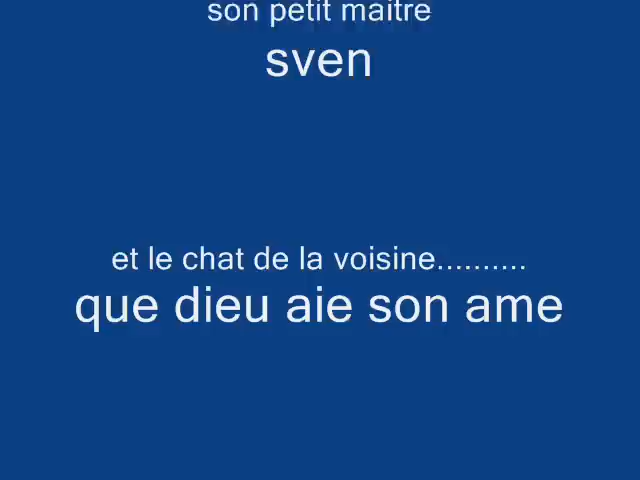 son petit maitre
sven
et le chat de la voisine..........
que dieu aie son ame